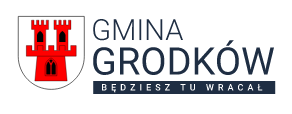 GMINA
GRODKÓW
BĘDZIESZ TU WRACAŁ